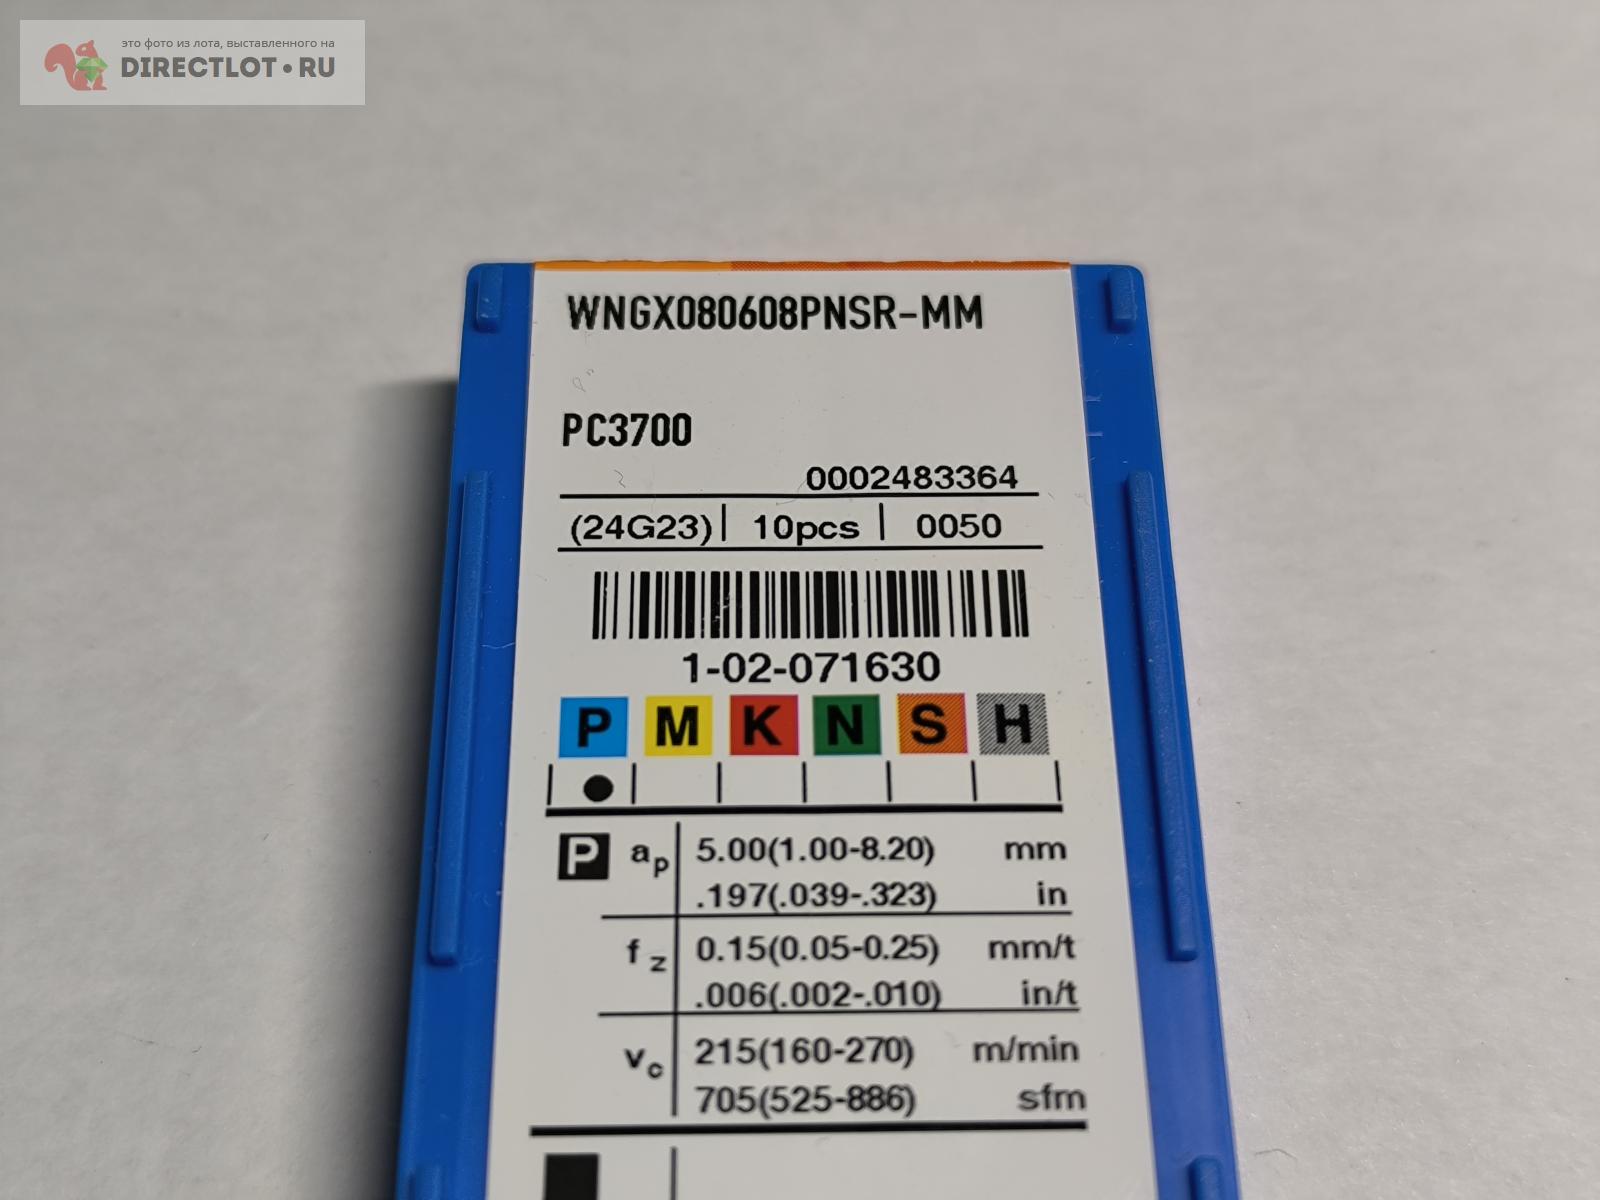 это фото из лота, выставленного на
DIRECTLOT•RU
WNGX080608PNSR-MM
PC3700
0002483364
(24G23) | 10pcs | 0050
1-02-071630
P M K N S H
P ap 5.00(1.00-8.20) mm
.197(.039-.323) in
fz 0.15(0.05-0.25) mm/t
.006(.002-.010) in/t
vc 215(160-270) m/min
705(525-886) sfm